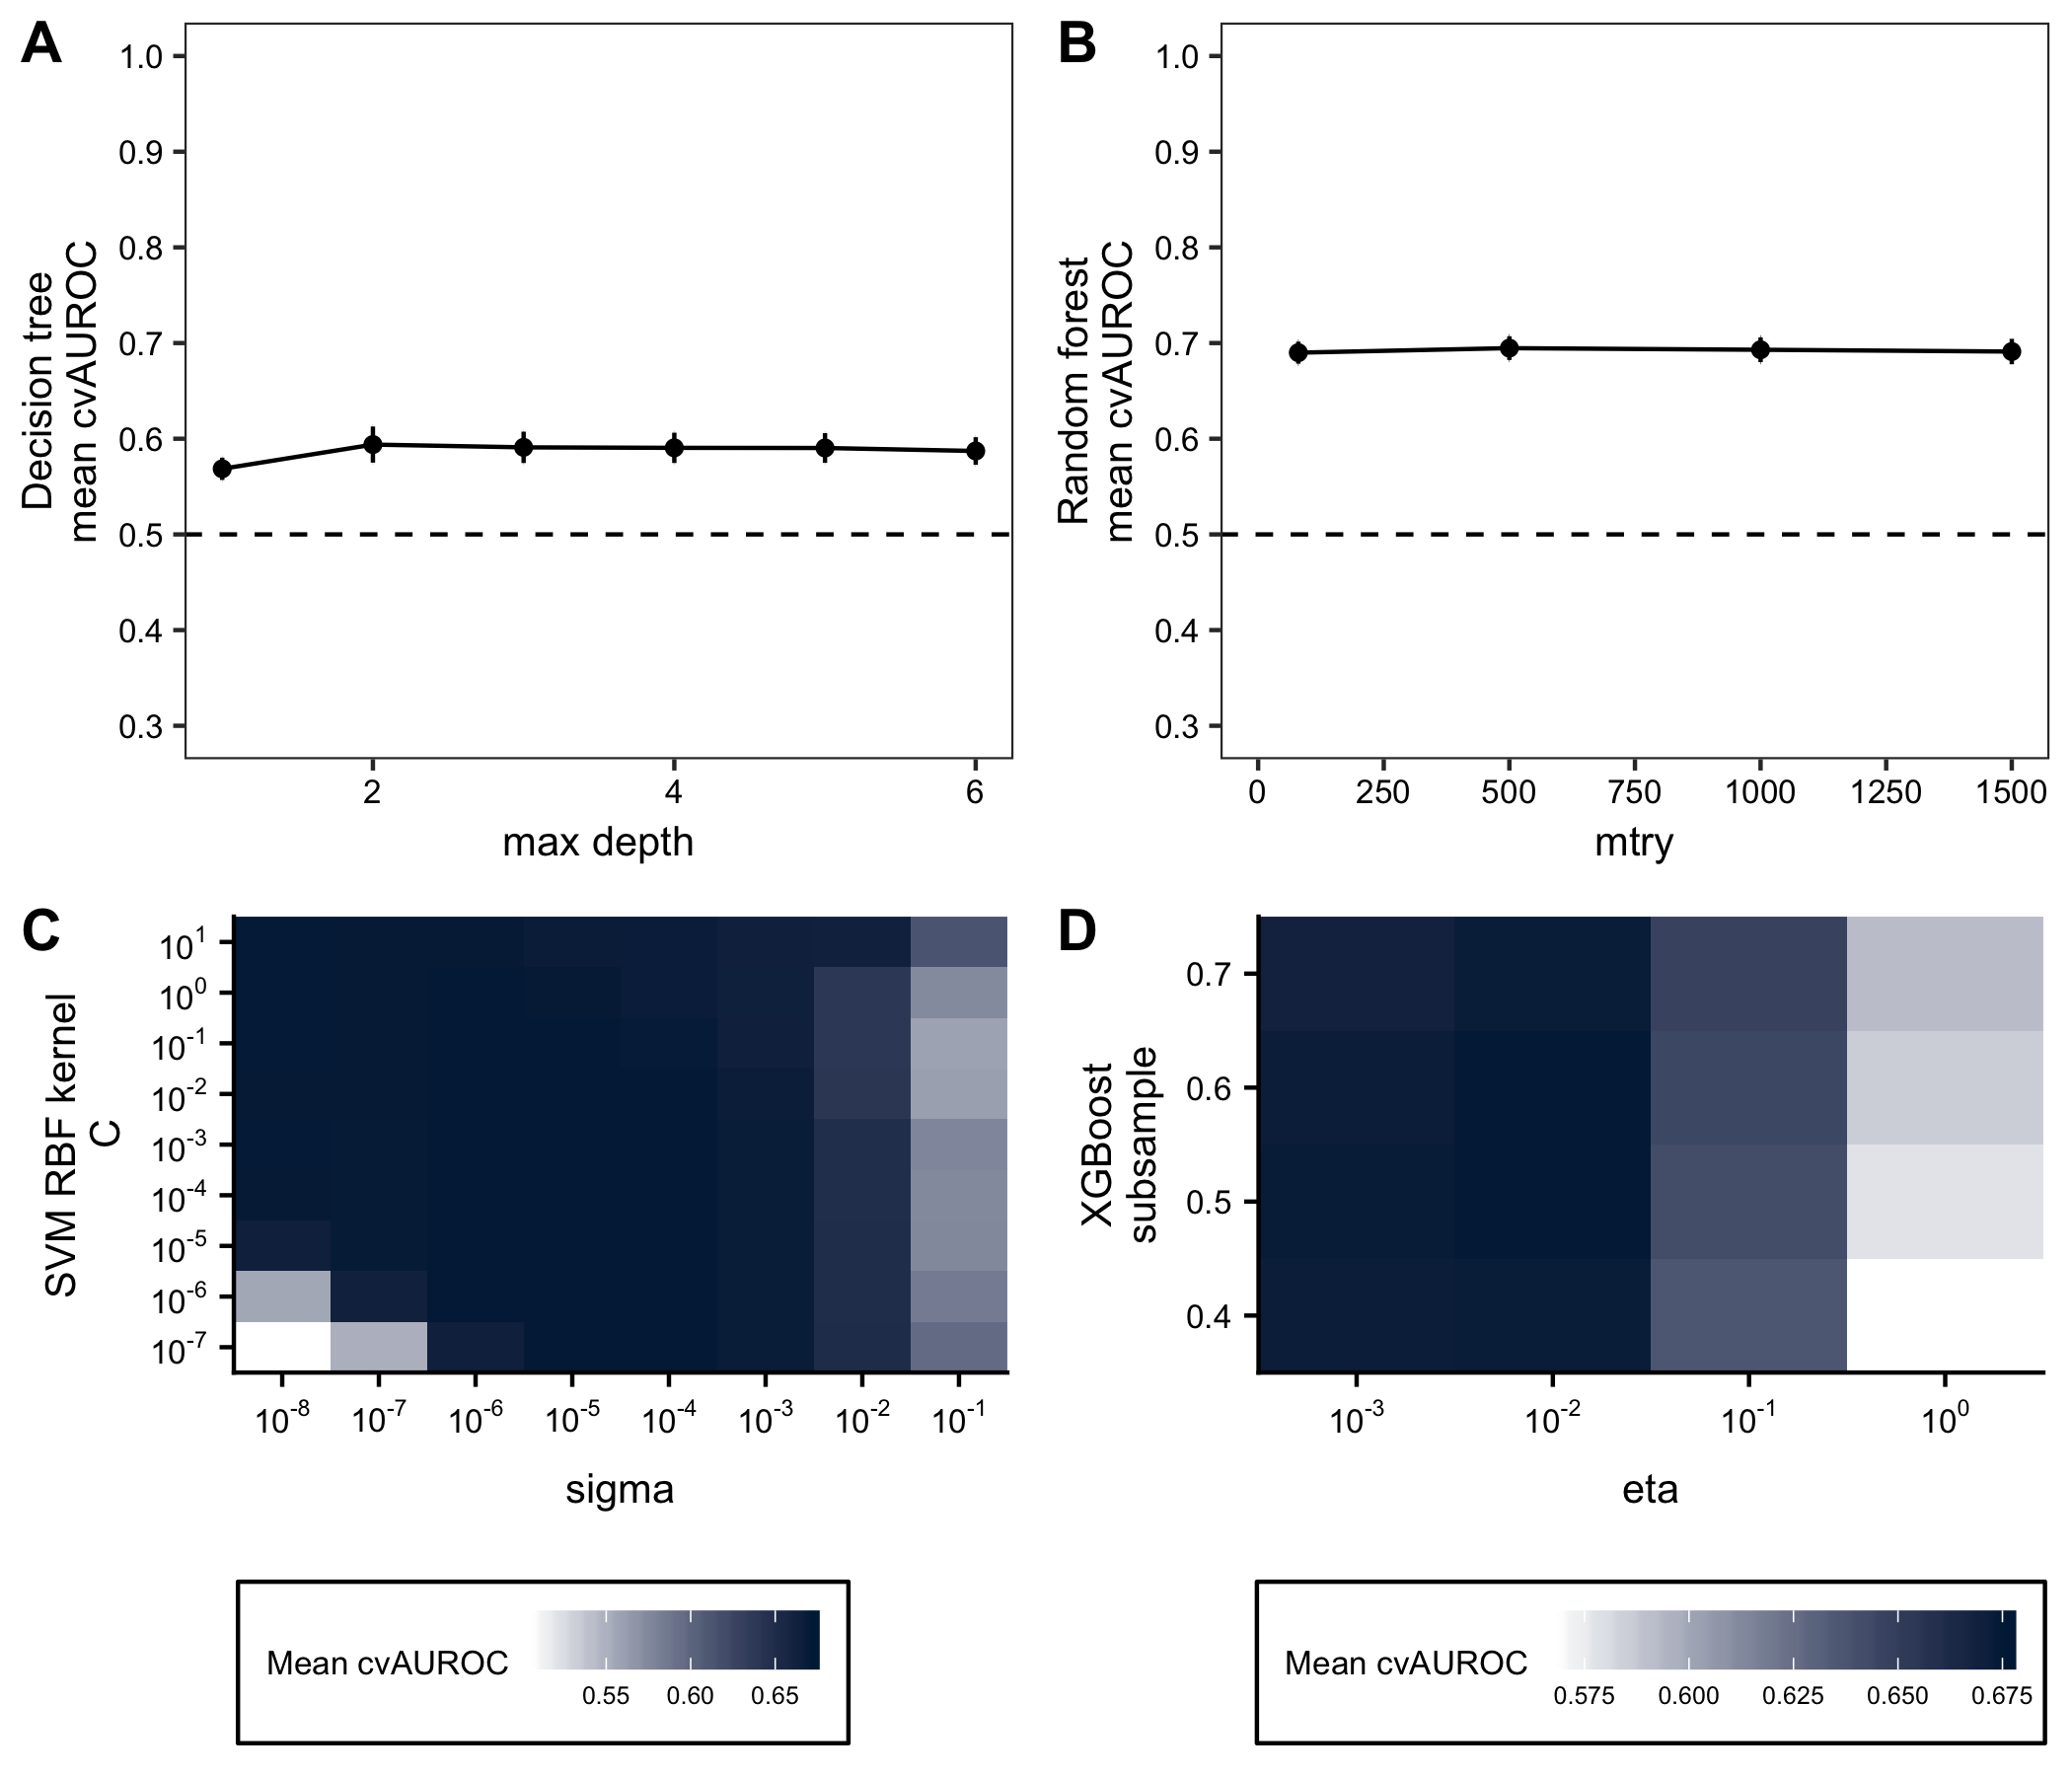 A
Decision tree
mean cvAUROC
1.0
0.9
0.8
0.7
0.6
0.5
0.4
0.3
2 4 6
max depth
B
Random forest
mean cvAUROC
1.0
0.9
0.8
0.7
0.6
0.5
0.4
0.3
0 250 500 750 1000 1250 1500
mtry
C
SVM RBF kernel
C
10¹
10⁰
10⁻¹
10⁻²
10⁻³
10⁻⁴
10⁻⁵
10⁻⁶
10⁻⁷
10⁻⁸ 10⁻⁷ 10⁻⁶ 10⁻⁵ 10⁻⁴ 10⁻³ 10⁻² 10⁻¹
sigma
Mean cvAUROC
0.55 0.60 0.65
D
XGBoost
subsample
0.7
0.6
0.5
0.4
10⁻³ 10⁻² 10⁻¹ 10⁰
eta
Mean cvAUROC
0.575 0.600 0.625 0.650 0.675